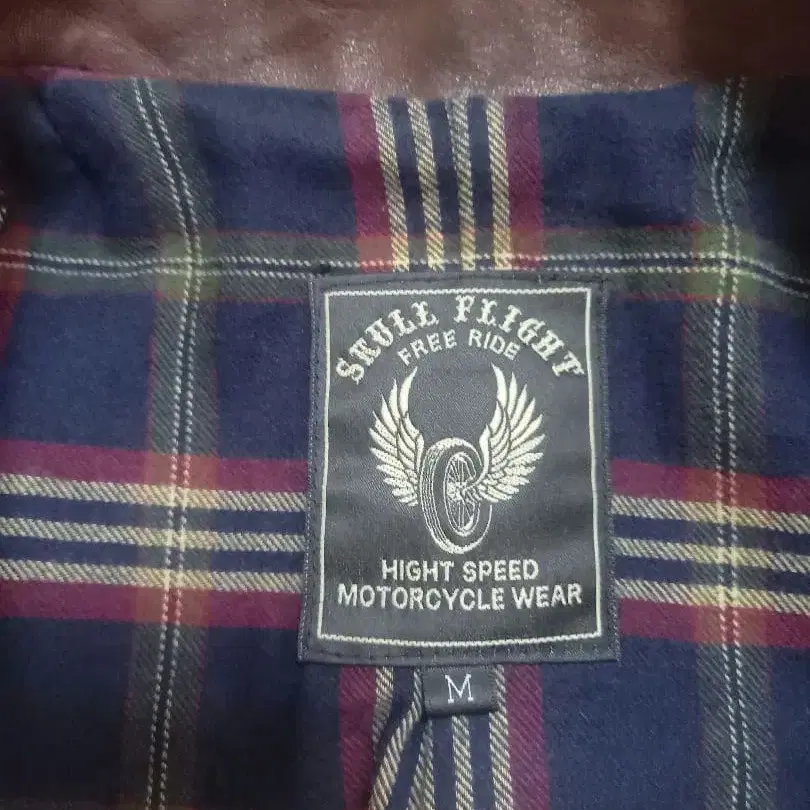 SKULL FLIGHT
FREE RIDE
HIGHT SPEED
MOTORCYCLE WEAR
M